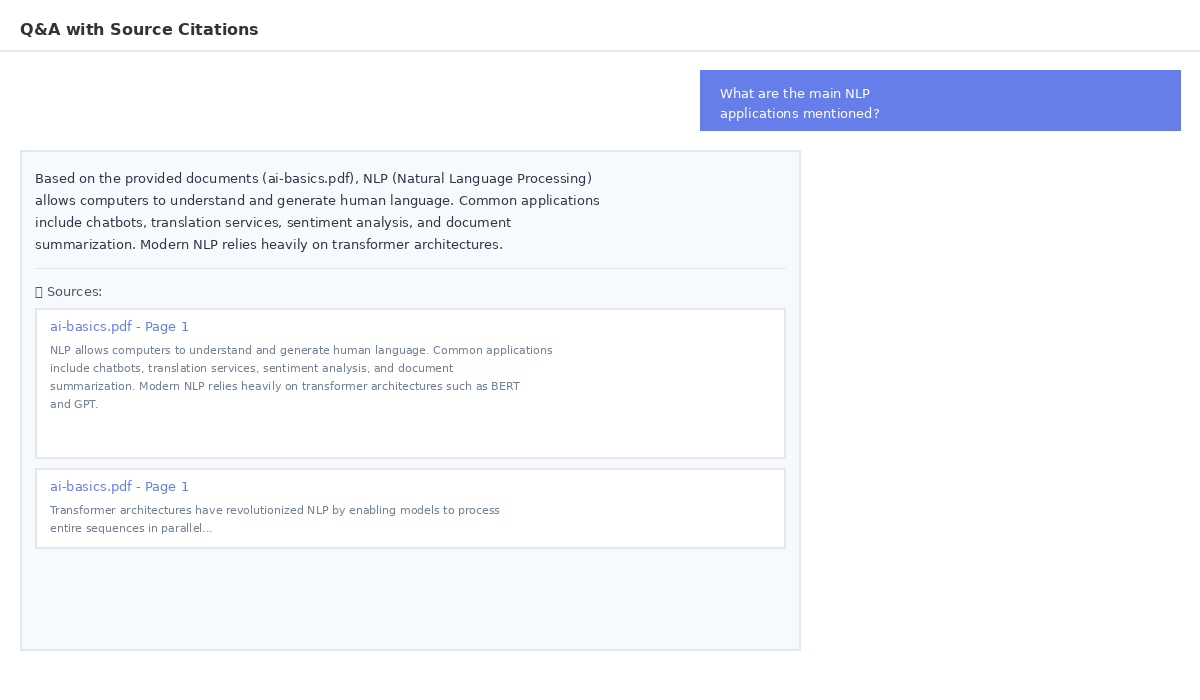 Q&A with Source Citations
What are the main NLP
applications mentioned?
Based on the provided documents (ai-basics.pdf), NLP (Natural Language Processing)
allows computers to understand and generate human language. Common applications
include chatbots, translation services, sentiment analysis, and document
summarization. Modern NLP relies heavily on transformer architectures.
Sources:
ai-basics.pdf - Page 1
NLP allows computers to understand and generate human language. Common applications
include chatbots, translation services, sentiment analysis, and document
summarization. Modern NLP relies heavily on transformer architectures such as BERT
and GPT.
ai-basics.pdf - Page 1
Transformer architectures have revolutionized NLP by enabling models to process
entire sequences in parallel...